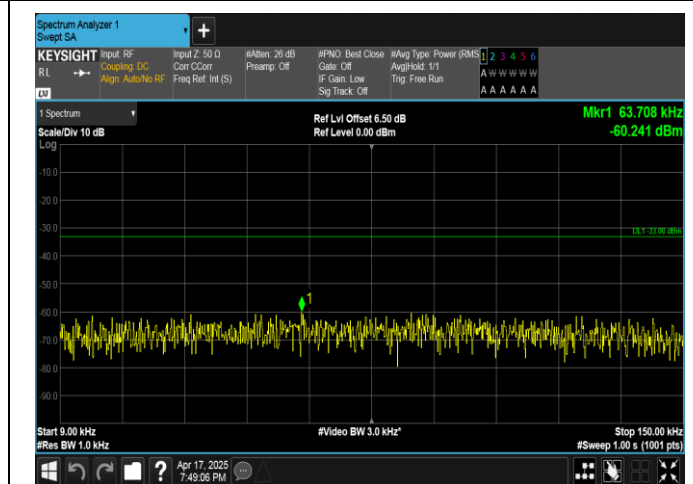 Spectrum Analyzer 1
Swept SA
+
KEYSIGHT Input: RF Input Z: 50 Ω #Atten: 26 dB #PNO: Best Close #Avg Type: Power (RMS 1 2 3 4 5 6
RL Coupling: DC Corr CCorr Preamp: Off Gate: Off Avg|Hold: 1/1 A W W W W W
Align: Auto/No RF Freq Ref: Int (S) IF Gain: Low Trig: Free Run
LXI Sig Track: Off A A A A A A
1 Spectrum Ref Lvl Offset 6.50 dB Mkr1 63.708 kHz
Scale/Div 10 dB Ref Level 0.00 dBm -60.241 dBm
Log
-10.0
-20.0
-30.0
DL1 -33.00 dBm
-40.0
-50.0
1
-60.0
-70.0
-80.0
-90.0
Start 9.00 kHz #Video BW 3.0 kHz* Stop 150.00 kHz
#Res BW 1.0 kHz #Sweep 1.00 s (1001 pts)
? Apr 17, 2025
7:49:06 PM